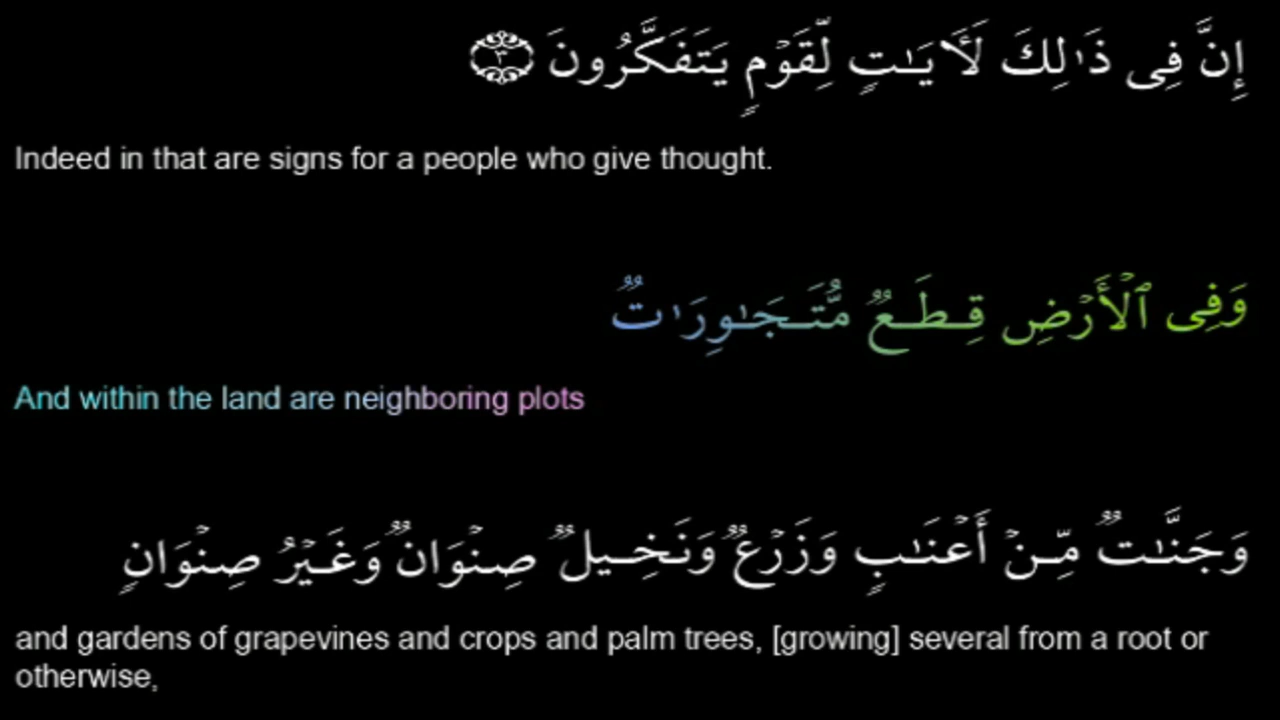 إِنَّ فِى ذَٰلِكَ لَـَٔايَـٰتٍ لِّقَوْمٍ يَتَفَكَّرُونَ ٣
Indeed in that are signs for a people who give thought.
وَفِى ٱلْأَرْضِ قِطَعٌ مُّتَجَـٰوِرَٰتٌ
And within the land are neighboring plots
وَجَنَّـٰتٌ مِّنْ أَعْنَـٰبٍ وَزَرْعٌ وَنَخِيلٌ صِنْوَانٌ وَغَيْرُ صِنْوَانٍ
and gardens of grapevines and crops and palm trees, [growing] several from a root or
otherwise,